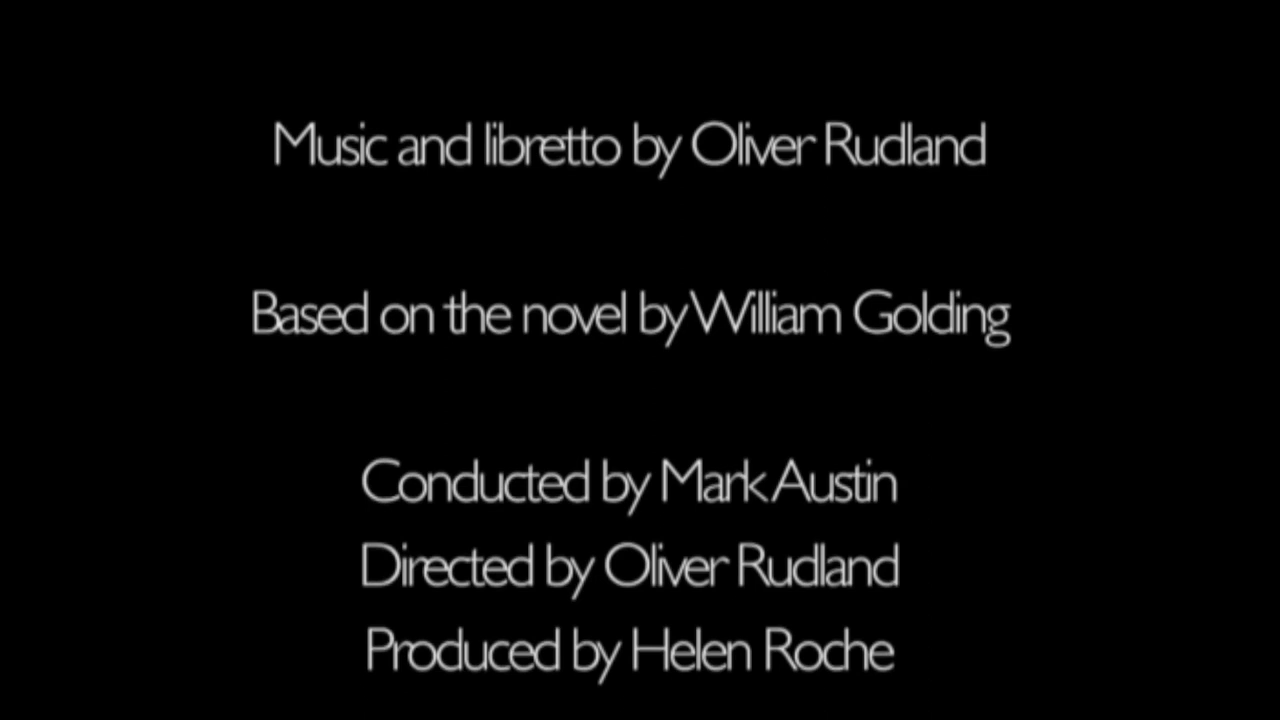 Music and libretto by Oliver Rudland
Based on the novel by William Golding
Conducted by Mark Austin
Directed by Oliver Rudland
Produced by Helen Roche